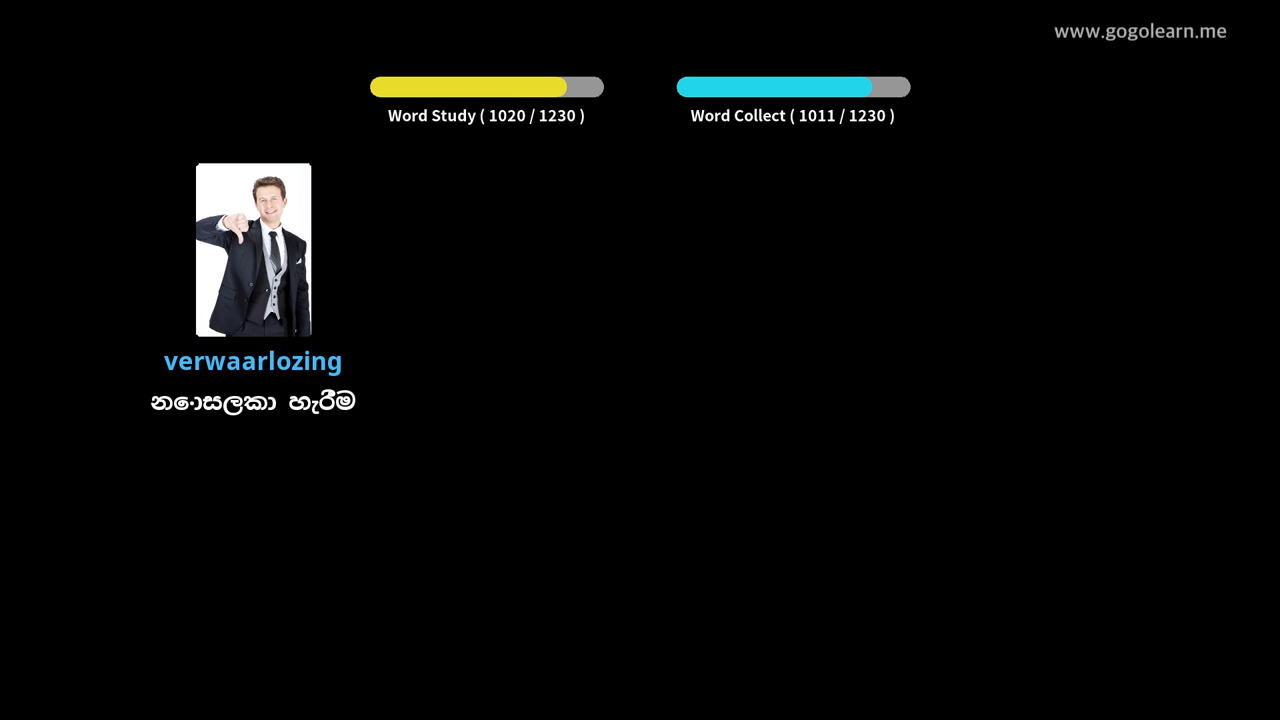 www.gogolearn.me
Word Study ( 1020 / 1230 )
Word Collect ( 1011 / 1230 )
verwaarlozing
නොසලකා හැරීම